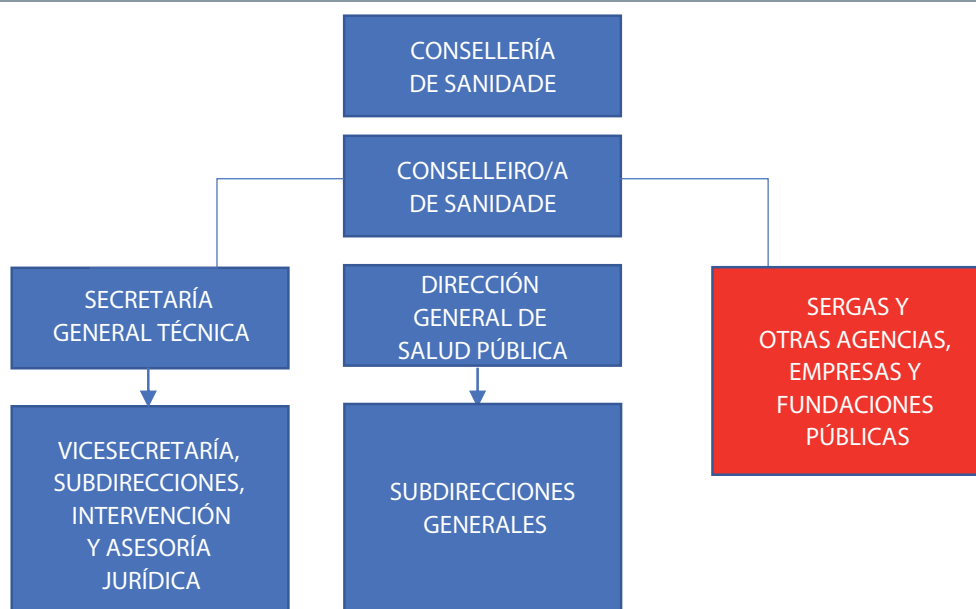 CONSELLERÍA
DE SANIDADE
CONSELLEIRO/A
DE SANIDADE
SECRETARÍA
GENERAL TÉCNICA
DIRECCIÓN
GENERAL DE
SALUD PÚBLICA
SERGAS Y
OTRAS AGENCIAS,
EMPRESAS Y
FUNDACIONES
PÚBLICAS
VICESECRETARÍA,
SUBDIRECCIONES,
INTERVENCIÓN
Y ASESORÍA
JURÍDICA
SUBDIRECCIONES
GENERALES